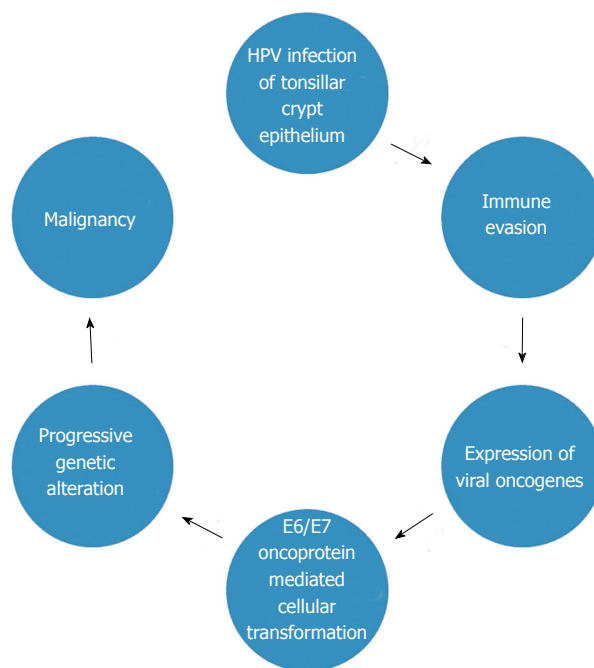 HPV infection
of tonsillar
crypt
epithelium
Immune
evasion
Expression of
viral oncogenes
E6/E7
oncoprotein
mediated
cellular
transformation
Progressive
genetic
alteration
Malignancy